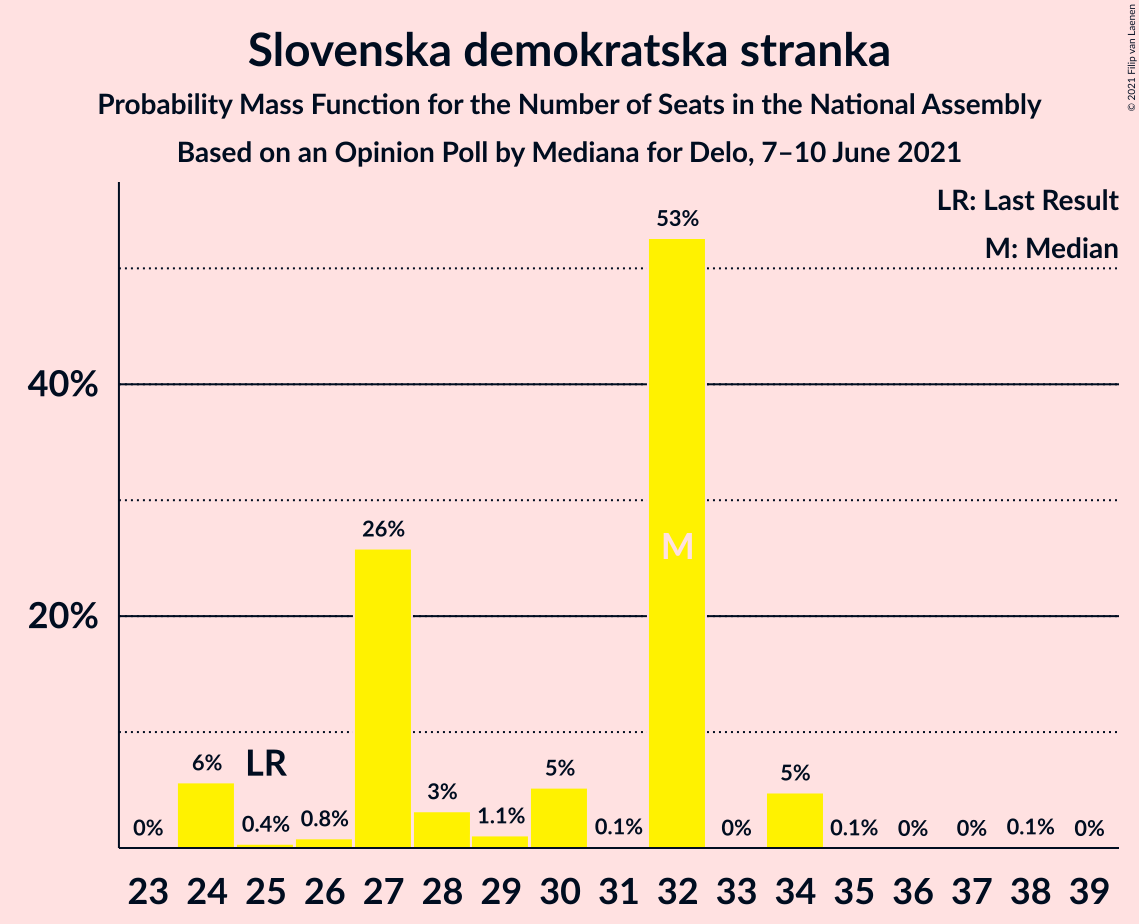 Slovenska demokratska stranka
Probability Mass Function for the Number of Seats in the National Assembly
Based on an Opinion Poll by Mediana for Delo, 7–10 June 2021
© 2021 Filip van Laenen
LR: Last Result
M: Median
40%
20%
0%
6%
0.4%
LR
0.8%
26%
3%
1.1%
5%
0.1%
53%
M
0%
5%
0.1%
0%
0%
0.1%
0%
23 24 25 26 27 28 29 30 31 32 33 34 35 36 37 38 39